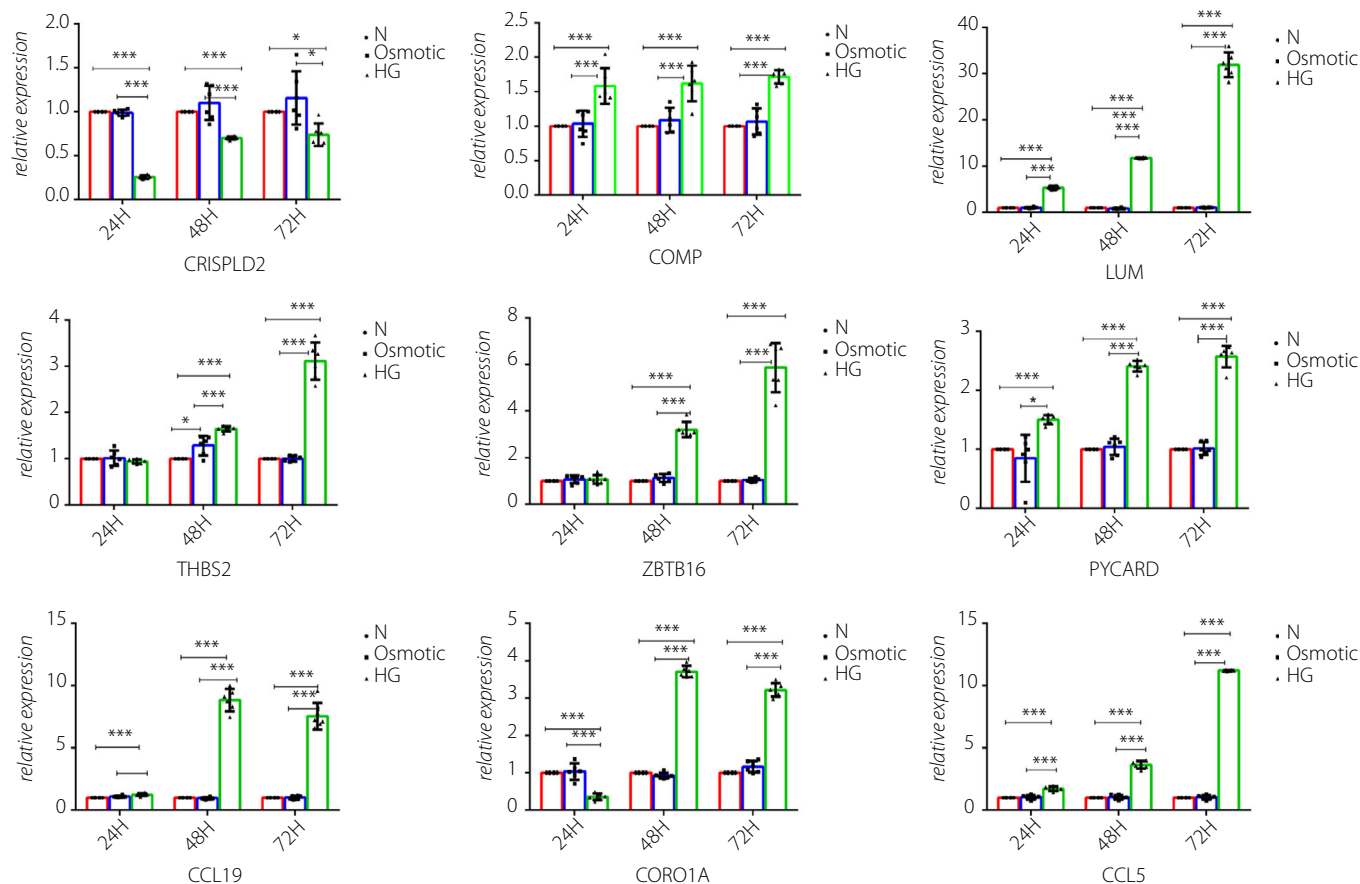 relative expression
2.0
1.5
1.0
0.5
0.0
***
***
***
***
*
*
24H
48H
72H
CRISPLD2
N
Osmotic
HG
relative expression
2.5
2.0
1.5
1.0
0.5
0.0
***
***
***
***
***
***
24H
48H
72H
COMP
N
Osmotic
HG
relative expression
40
30
20
10
0
***
***
***
***
***
***
***
24H
48H
72H
LUM
N
Osmotic
HG
relative expression
4
3
2
1
0
*
***
***
***
***
24H
48H
72H
THBS2
N
Osmotic
HG
relative expression
8
6
4
2
0
***
***
***
***
24H
48H
72H
ZBTB16
N
Osmotic
HG
relative expression
3
2
1
0
***
*
***
***
***
***
24H
48H
72H
PYCARD
N
Osmotic
HG
relative expression
15
10
5
0
***
***
***
***
***
24H
48H
72H
CCL19
N
Osmotic
HG
relative expression
5
4
3
2
1
0
***
***
***
***
***
***
24H
48H
72H
CORO1A
N
Osmotic
HG
relative expression
15
10
5
0
***
***
***
***
***
***
24H
48H
72H
CCL5
N
Osmotic
HG